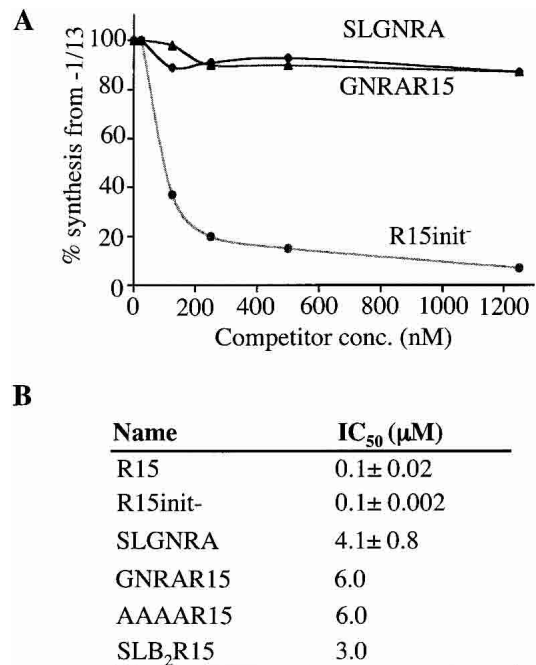 A
% synthesis from -1/13
100
80
60
40
20
0
SLGNRA
GNRAR15
R15init⁻
0 200 400 600 800 1000 1200
Competitor conc. (nM)
B
Name IC₅₀ (μM)
R15 0.1± 0.02
R15init- 0.1± 0.002
SLGNRA 4.1± 0.8
GNRAR15 6.0
AAAAR15 6.0
SLB₂R15 3.0